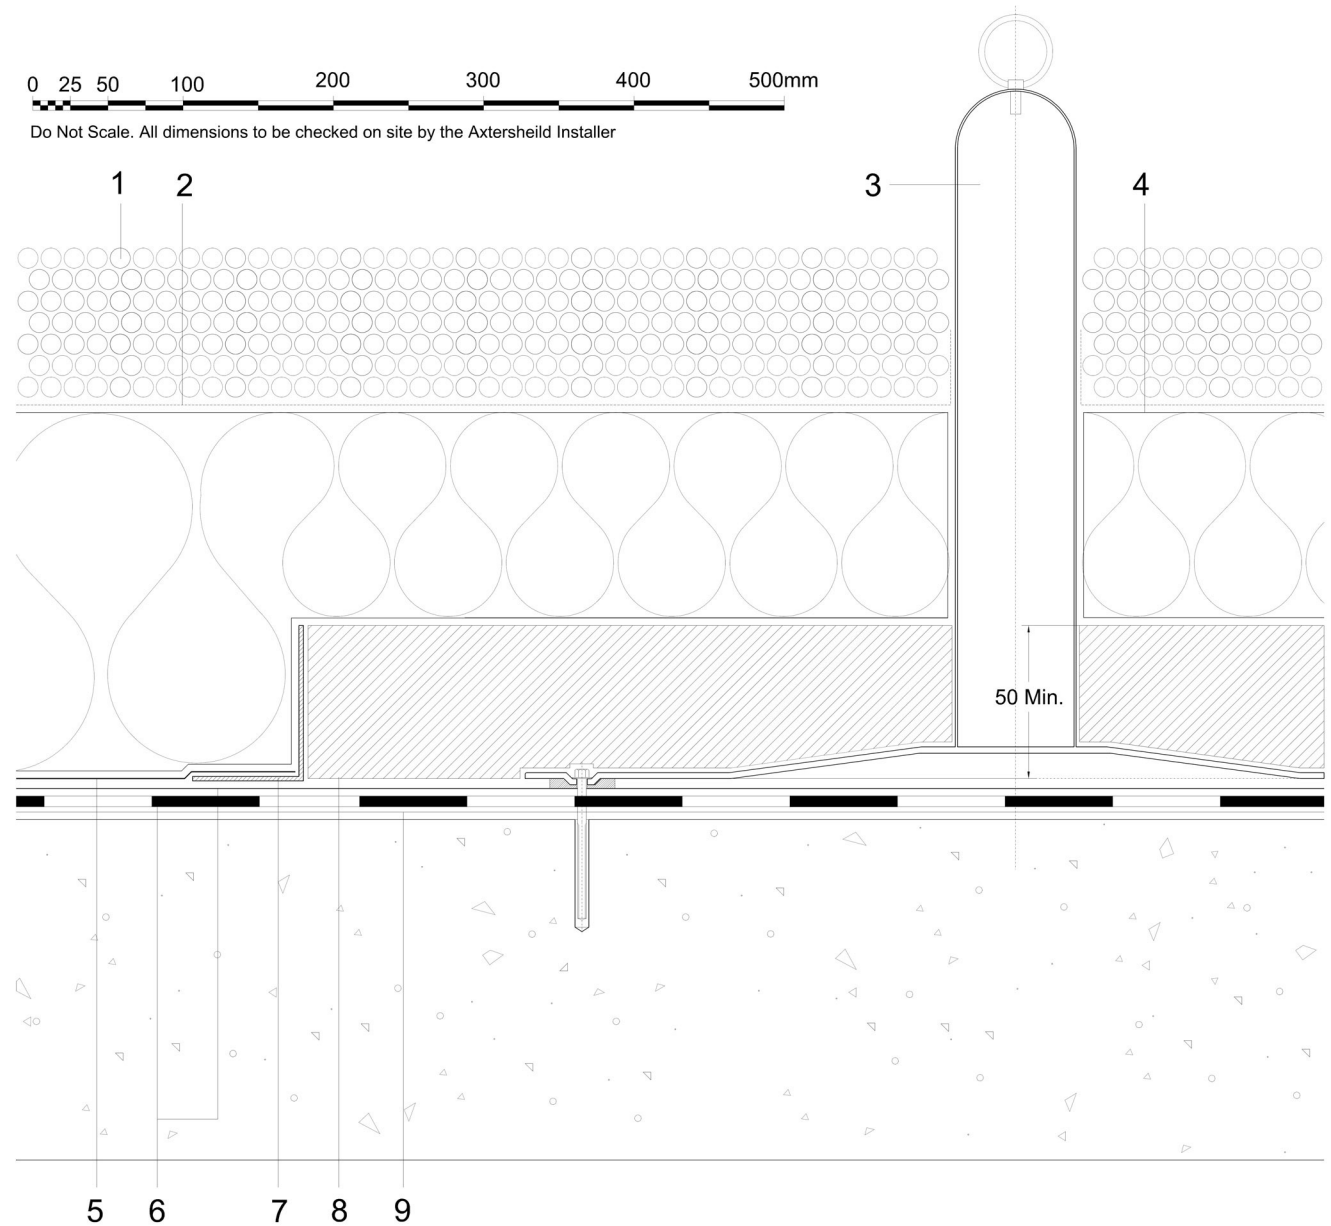 0 25 50 100 200 300 400 500mm
Do Not Scale. All dimensions to be checked on site by the Axtersheild Installer
1 2 3 4
50 Min.
5 6 7 8 9